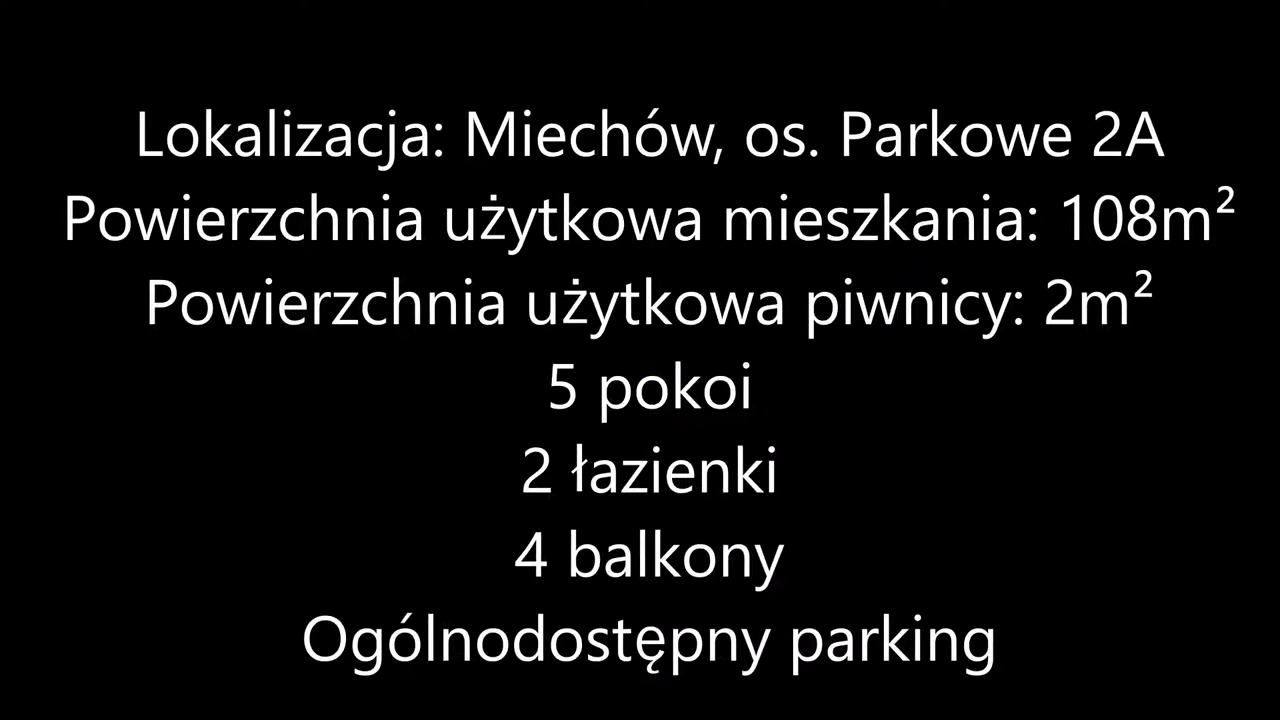 Lokalizacja: Miechów, os. Parkowe 2A
Powierzchnia użytkowa mieszkania: 108m²
Powierzchnia użytkowa piwnicy: 2m²
5 pokoi
2 łazienki
4 balkony
Ogólnodostępny parking